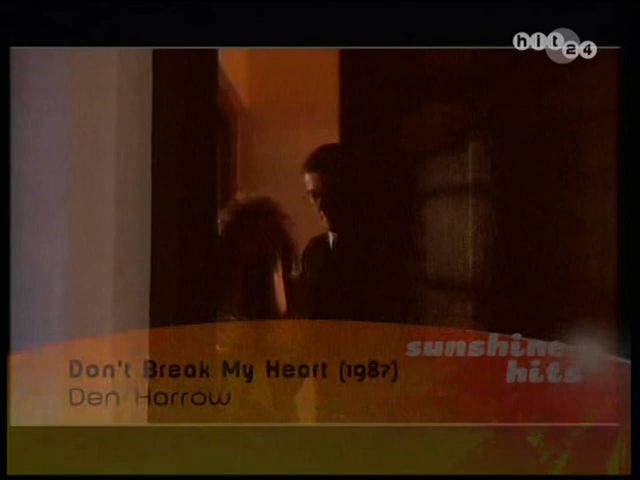 hit24
sunshine
hits
Don't Break My Heart (1987)
Den Harrow